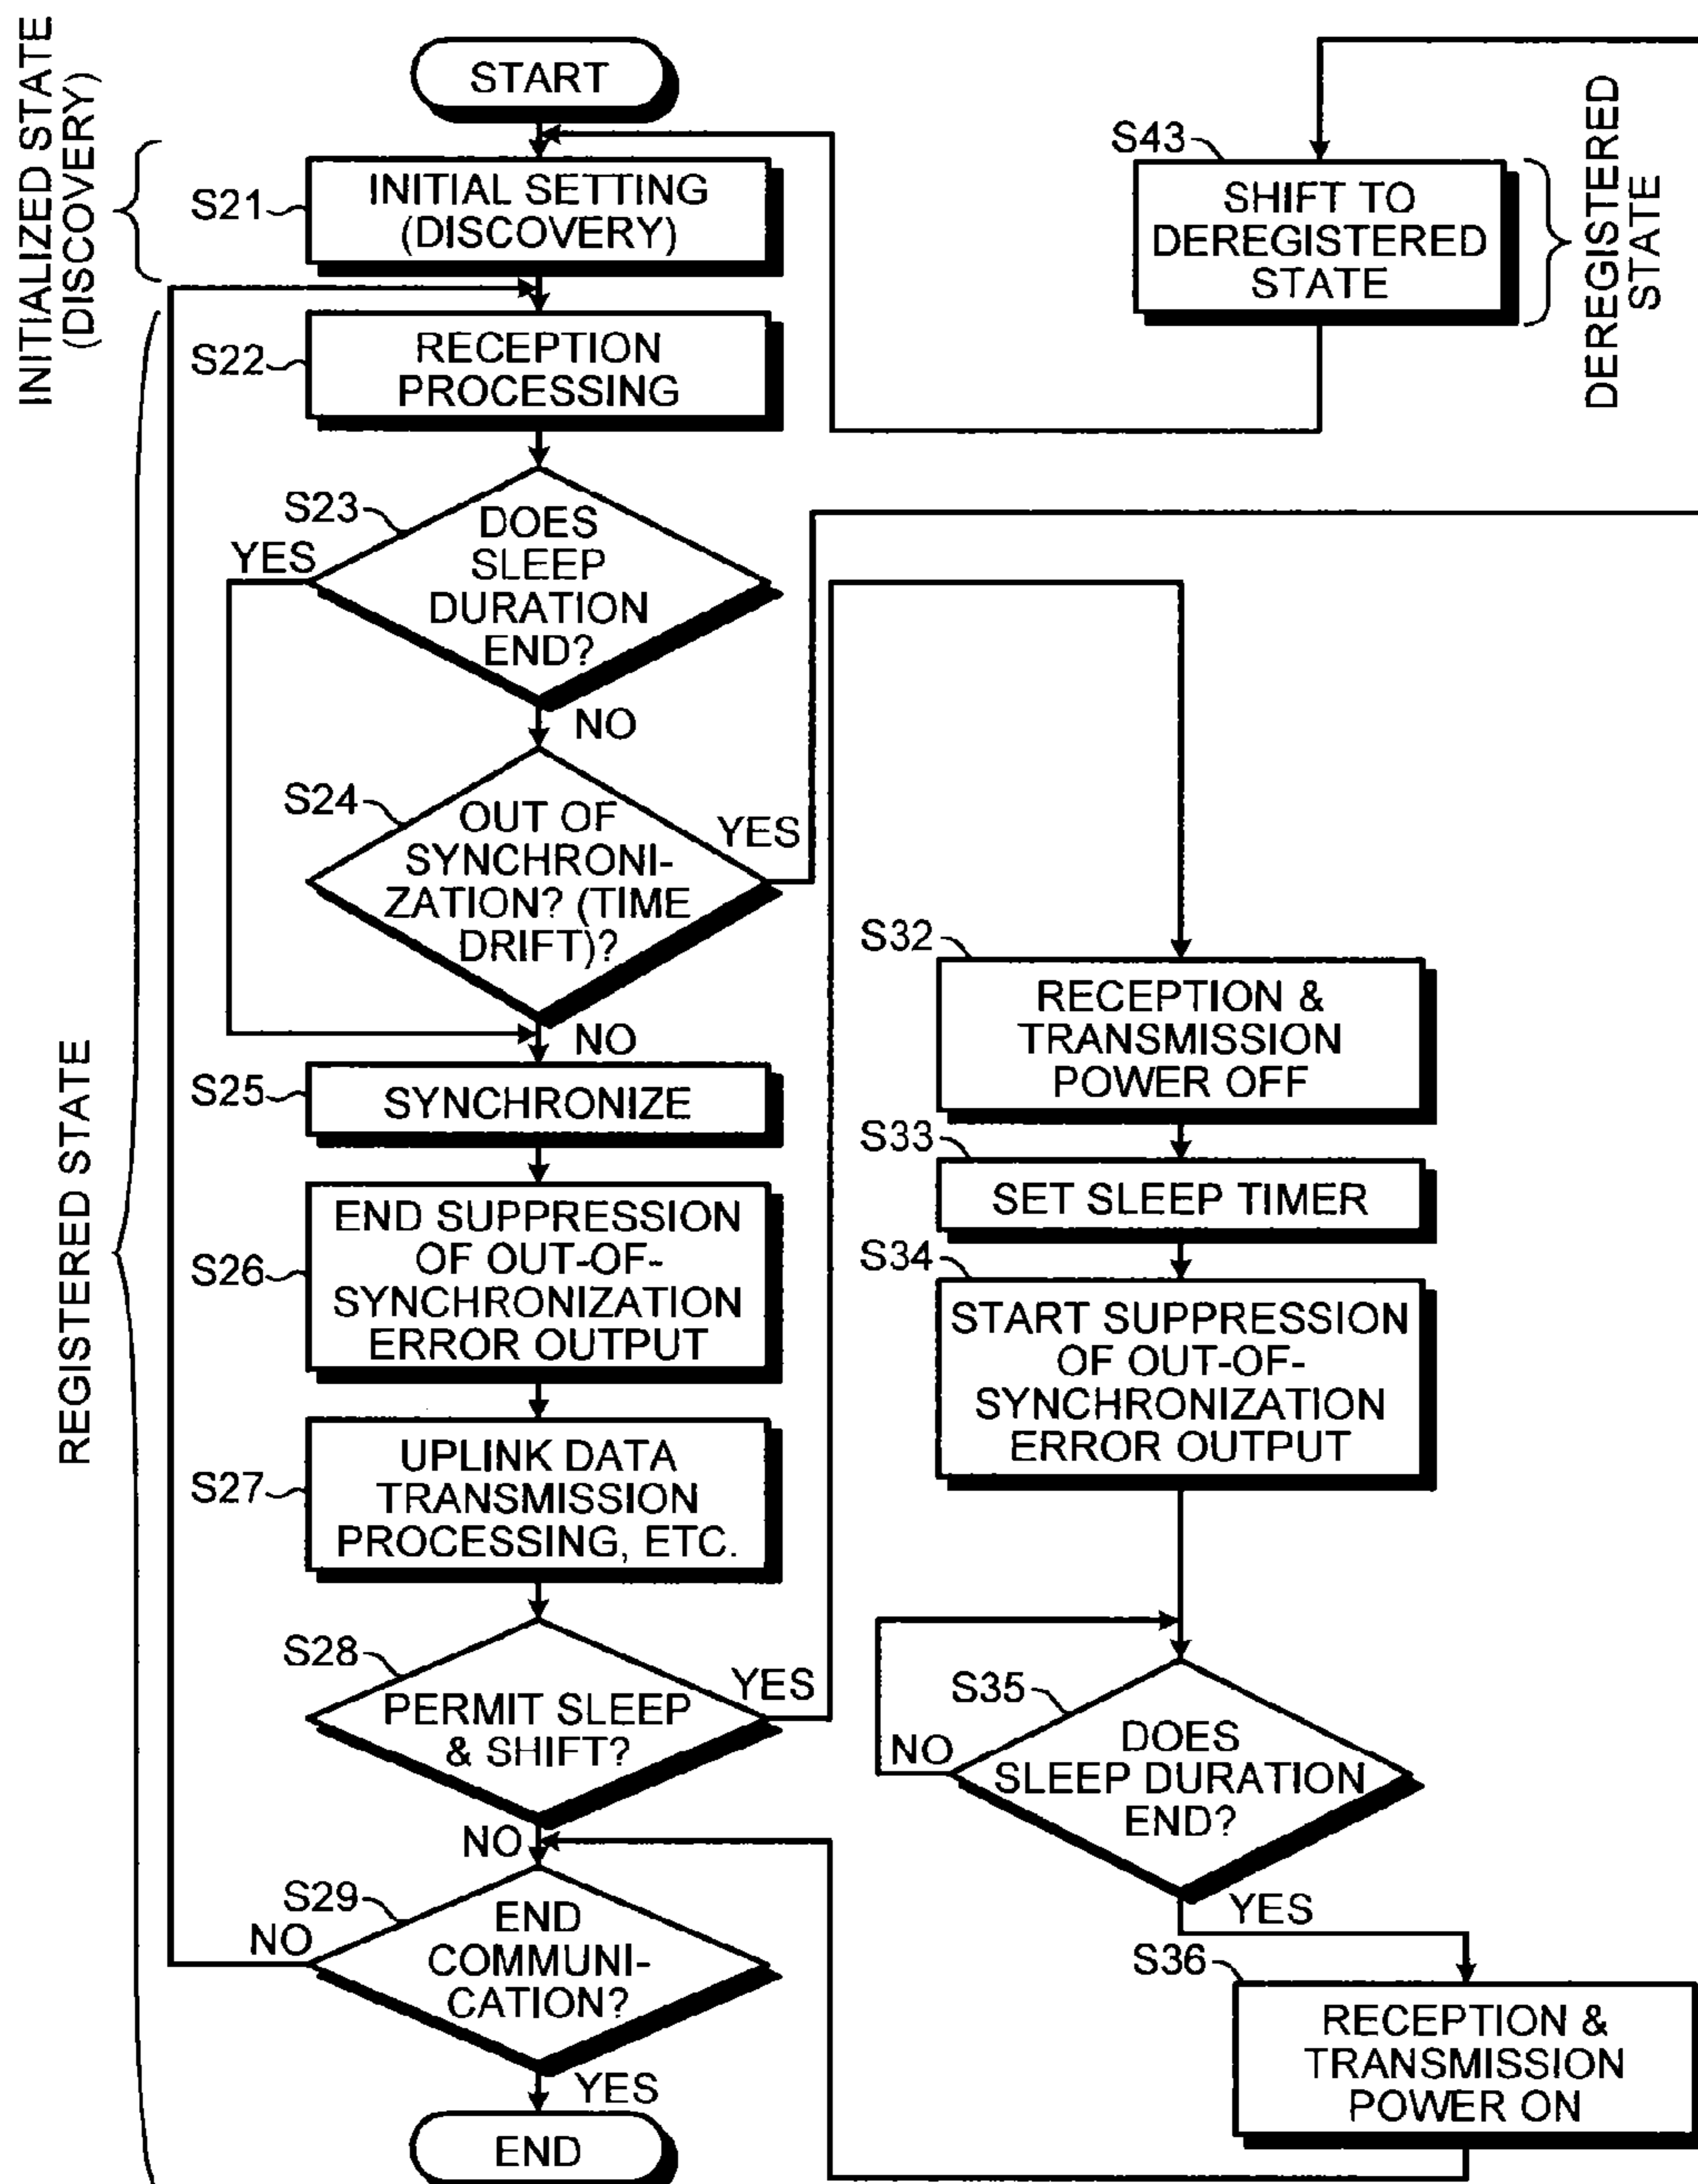 INITIALIZED STATE
(DISCOVERY)
START
S21
INITIAL SETTING
(DISCOVERY)
S43
SHIFT TO
DEREGISTERED
STATE
DEREGISTERED
STATE
S22
RECEPTION
PROCESSING
S23
DOES
SLEEP
DURATION
END?
YES
NO
S24
OUT OF
SYNCHRONI-
ZATION? (TIME
DRIFT)?
YES
NO
REGISTERED STATE
S25
SYNCHRONIZE
S26
END SUPPRESSION
OF OUT-OF-
SYNCHRONIZATION
ERROR OUTPUT
S27
UPLINK DATA
TRANSMISSION
PROCESSING, ETC.
S28
PERMIT SLEEP
& SHIFT?
YES
NO
S29
END
COMMUNI-
CATION?
NO
YES
END
S32
RECEPTION &
TRANSMISSION
POWER OFF
S33
SET SLEEP TIMER
S34
START SUPPRESSION
OF OUT-OF-
SYNCHRONIZATION
ERROR OUTPUT
S35
DOES
SLEEP DURATION
END?
NO
YES
S36
RECEPTION &
TRANSMISSION
POWER ON